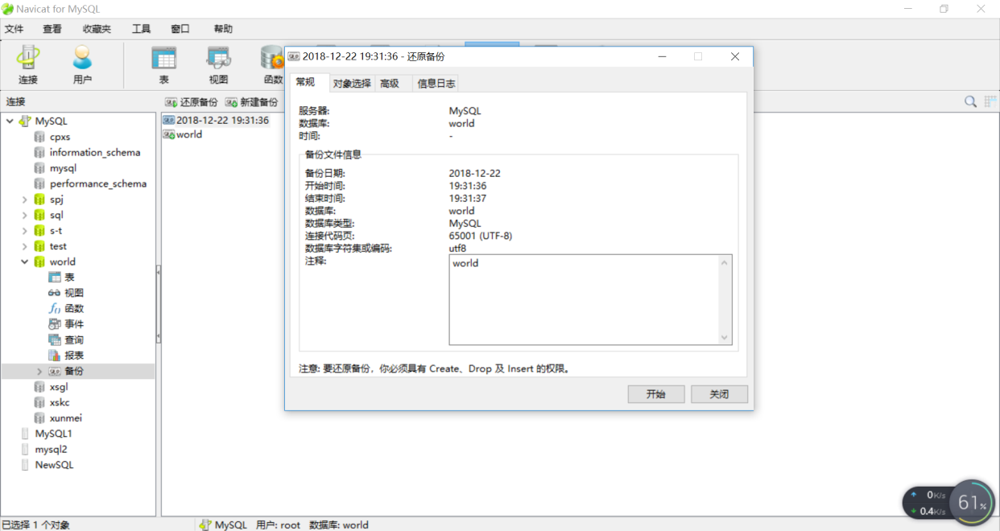 Navicat for MySQL
文件 查看 收藏夹 工具 窗口 帮助
连接 用户 表 视图 函数
连接
还原备份 新建备份
MySQL
cpxs
information_schema
mysql
performance_schema
spj
sql
s-t
test
world
表
视图
函数
事件
查询
报表
备份
xsgl
xskc
xunmei
MySQL1
mysql2
NewSQL
2018-12-22 19:31:36
world
2018-12-22 19:31:36 - 还原备份
常规 对象选择 高级 信息日志
服务器: MySQL
数据库: world
时间: -
备份文件信息
备份日期: 2018-12-22
开始时间: 19:31:36
结束时间: 19:31:37
数据库: world
数据库类型: MySQL
连接代码页: 65001 (UTF-8)
数据库字符集或编码: utf8
注释: world
注意: 要还原备份，你必须具有 Create、Drop 及 Insert 的权限。
开始 关闭
0K/s
0.4K/s
61%
已选择 1 个对象 MySQL 用户: root 数据库: world